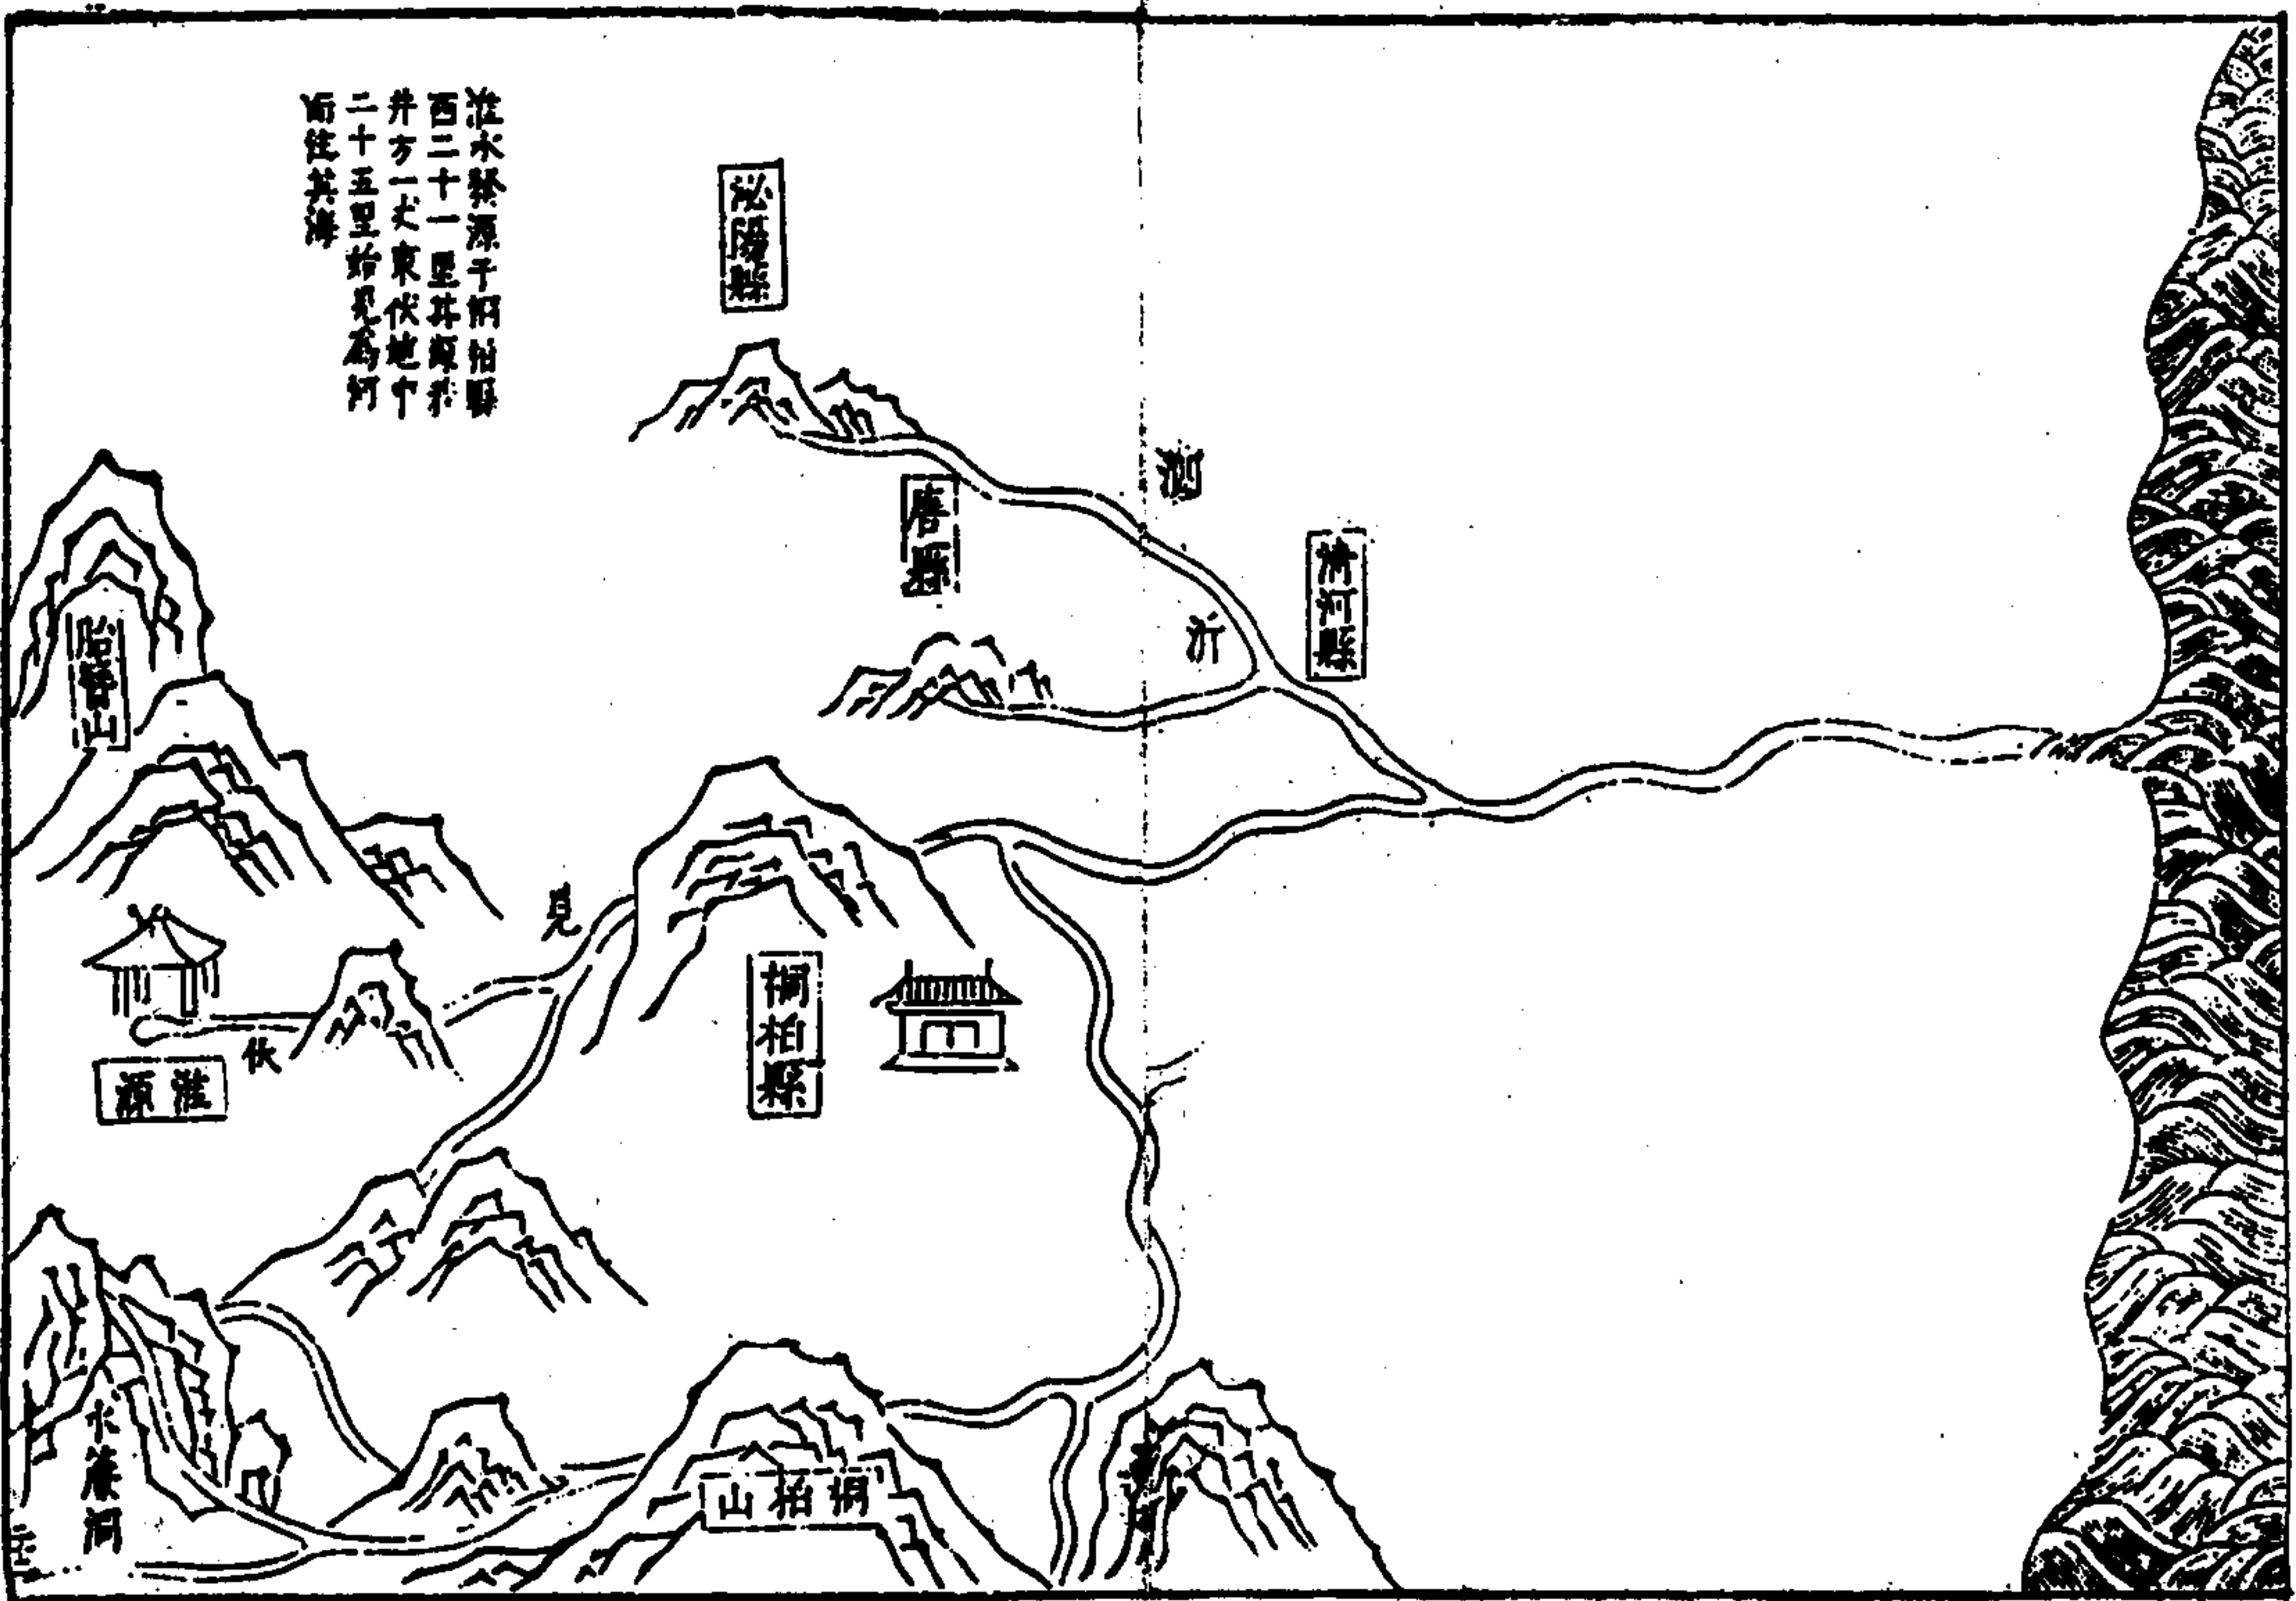 淮水發源于桐柏縣
西三十一里其源於
井方一丈東伏地中
二十五里始見為河
而徃其海
泌陽縣
泗
唐縣
清河縣
沂
胎簪山
見
桐柏縣
伏
淮源
水簾洞
桐柏山